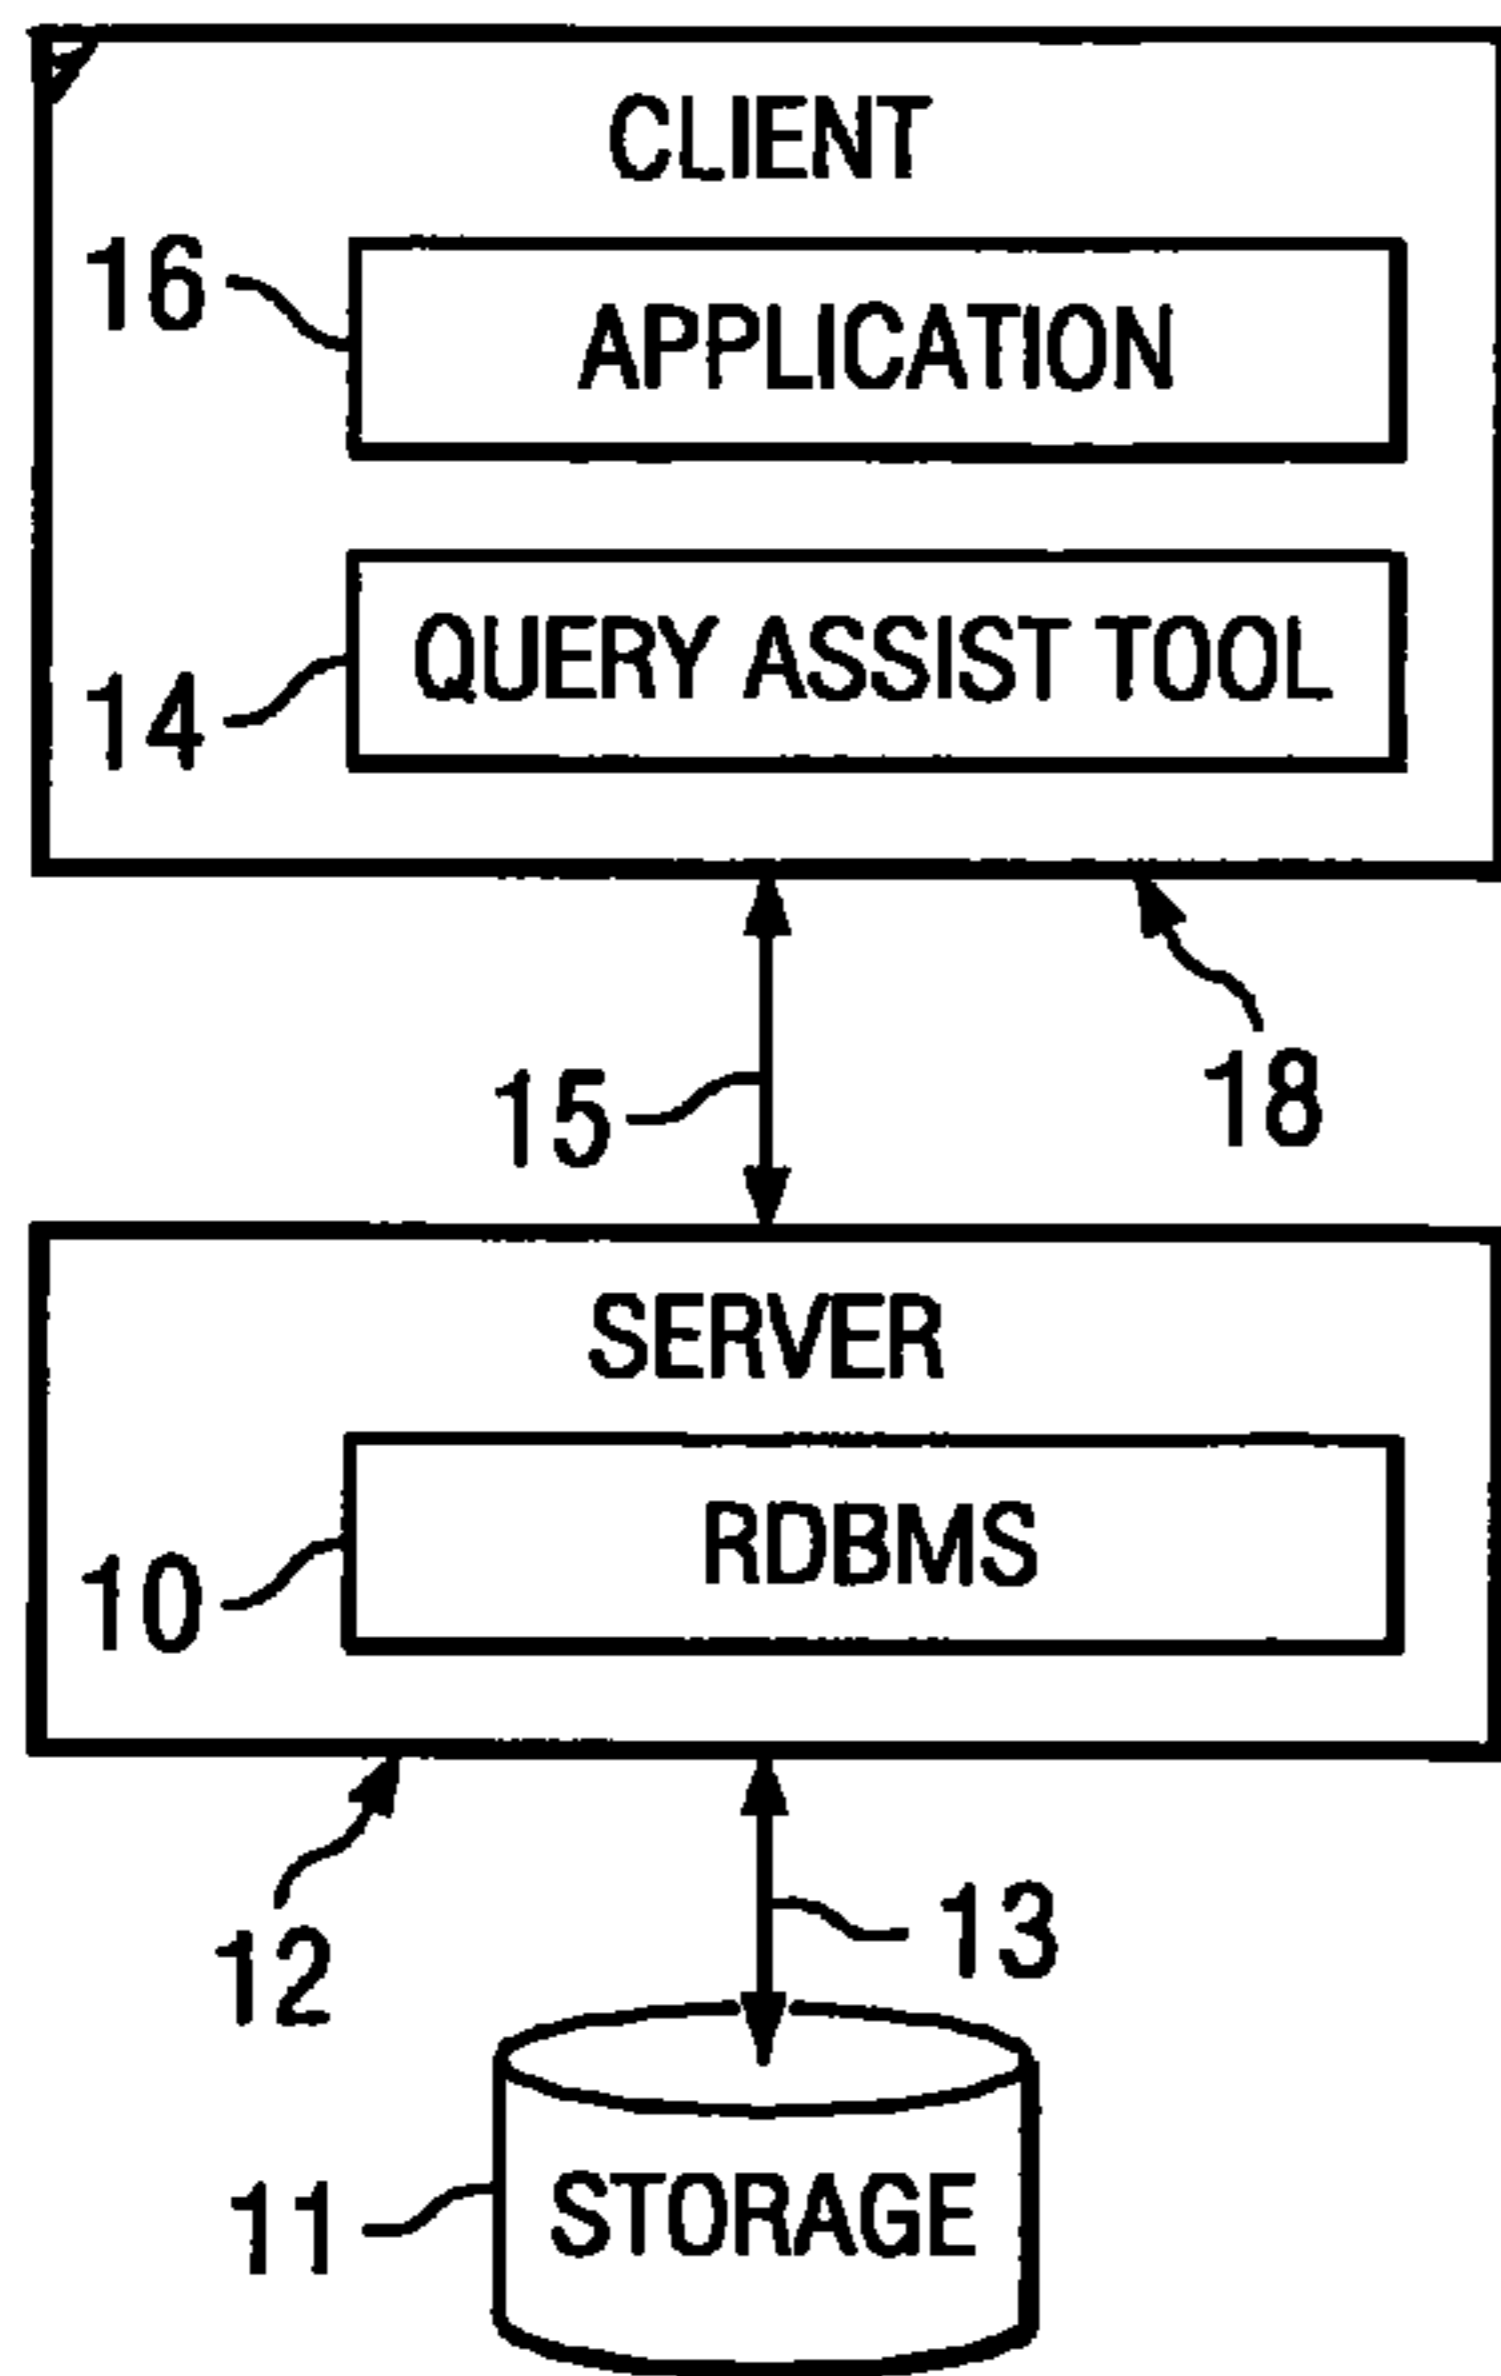 CLIENT
16
APPLICATION
14
QUERY ASSIST TOOL
15
18
SERVER
10
RDBMS
12
13
11
STORAGE